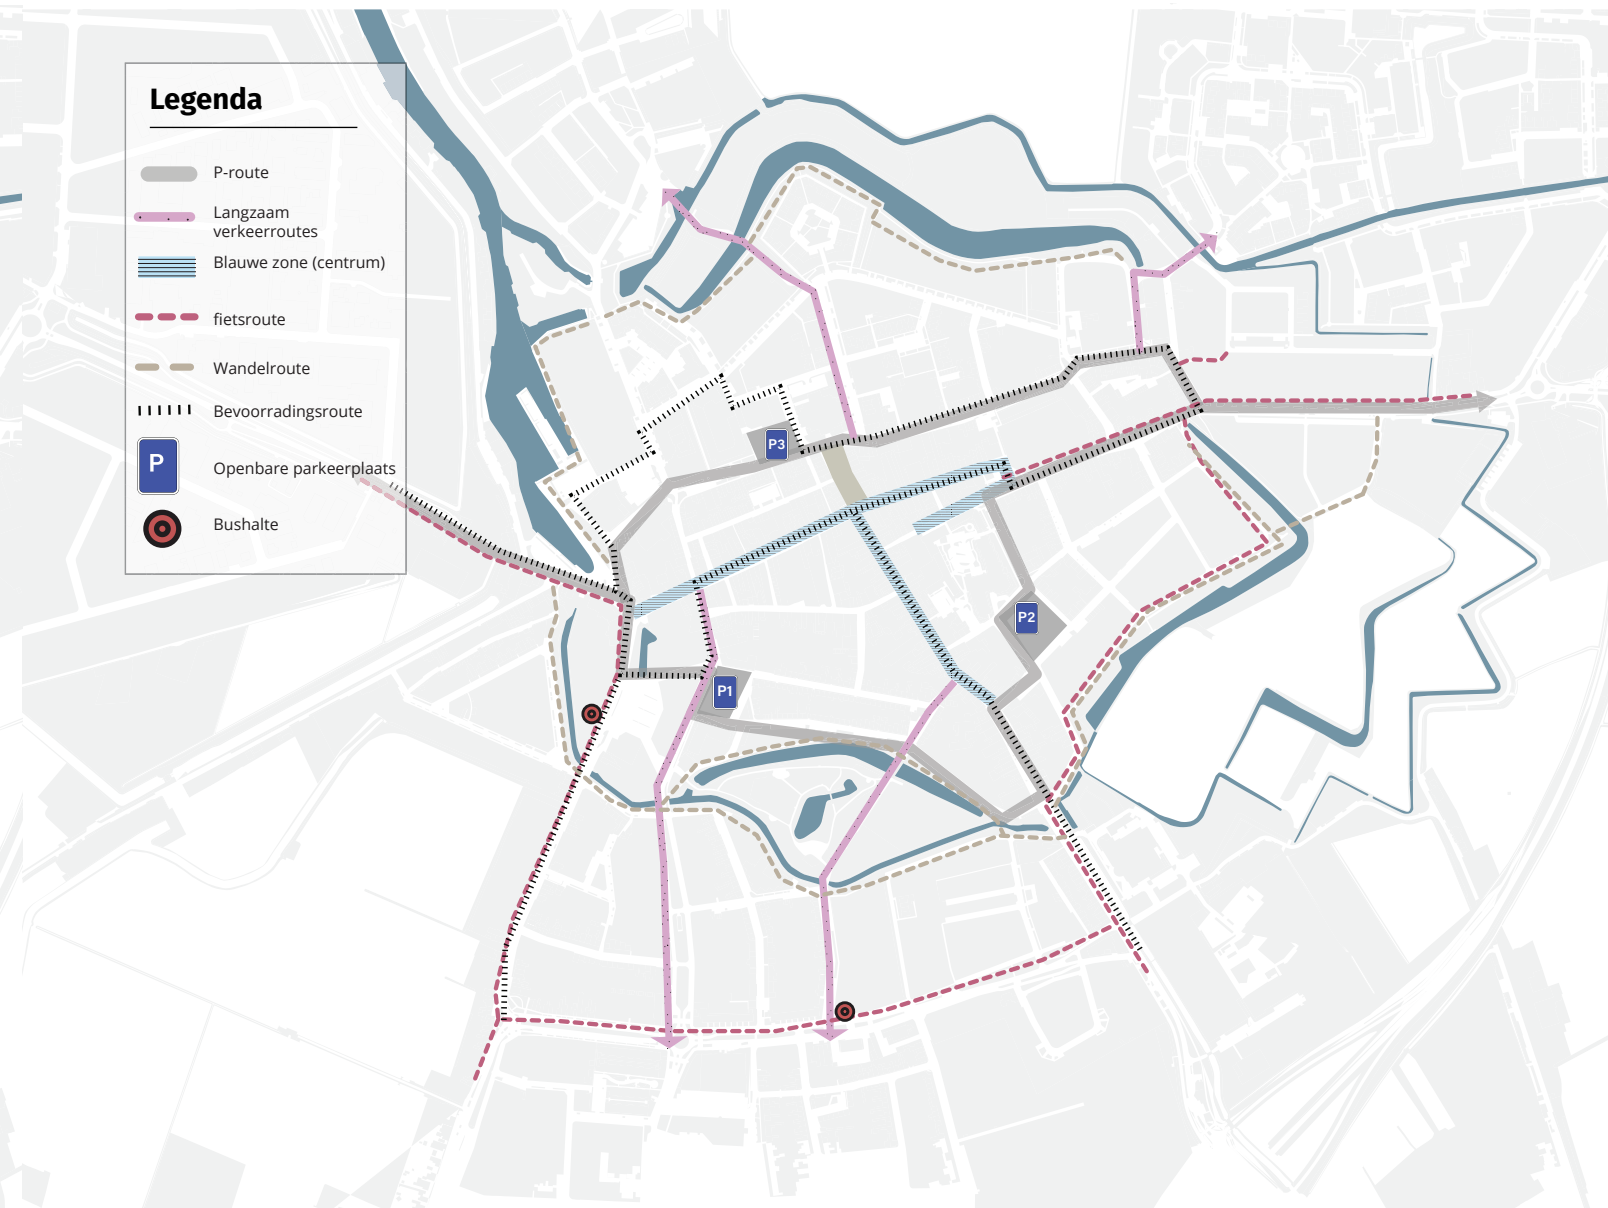 Legenda
P-route
Langzaam
verkeerroutes
Blauwe zone (centrum)
fietsroute
Wandelroute
Bevoorradingsroute
P
Openbare parkeerplaats
Bushalte
P3
P2
P1